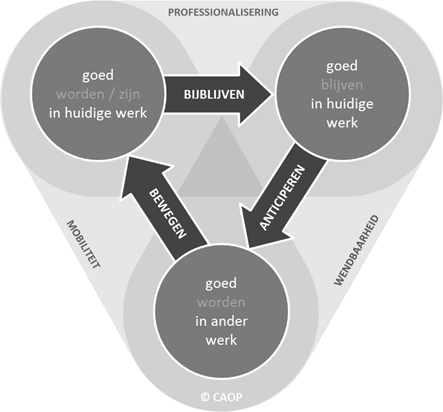 PROFESSIONALISERING
goed
worden / zijn
in huidige werk
BIJBLIJVEN
goed
blijven
in huidige
werk
BEWEGEN
ANTICIPEREN
MOBILITEIT
WENDBAARHEID
goed
worden
in ander
werk
© CAOP